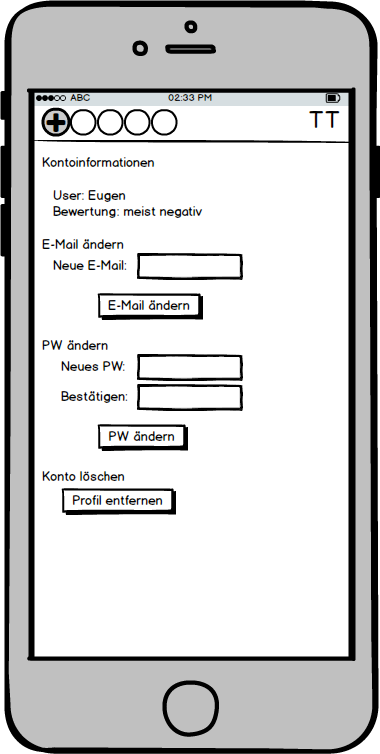 ABC 02:33 PM
TT
Kontoinformationen
User: Eugen
Bewertung: meist negativ
E-Mail ändern
Neue E-Mail:
E-Mail ändern
PW ändern
Neues PW:
Bestätigen:
PW ändern
Konto löschen
Profil entfernen